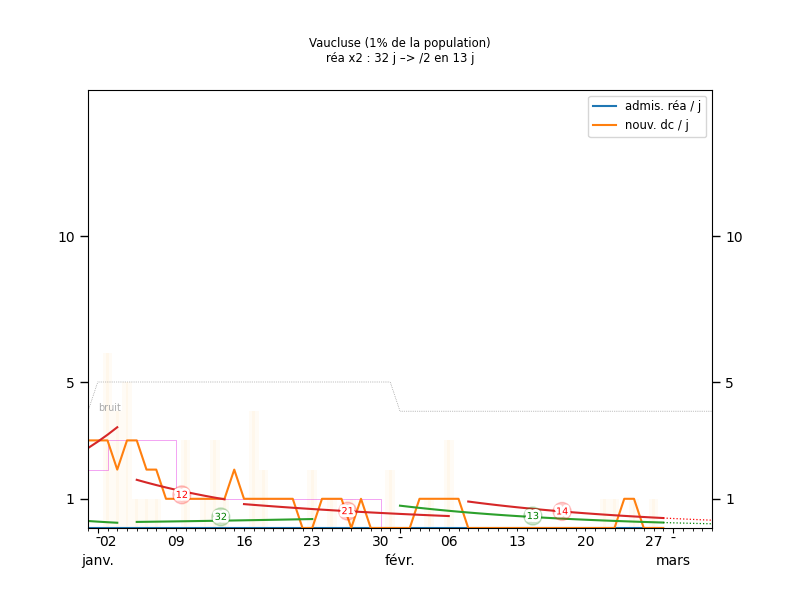 Vaucluse (1% de la population)
réa x2 : 32 j –> /2 en 13 j
admis. réa / j
nouv. dc / j
10 10
5 5
bruit
1 1
12
32
21
13
14
02 09 16 23 30 06 13 20 27
janv. févr. mars